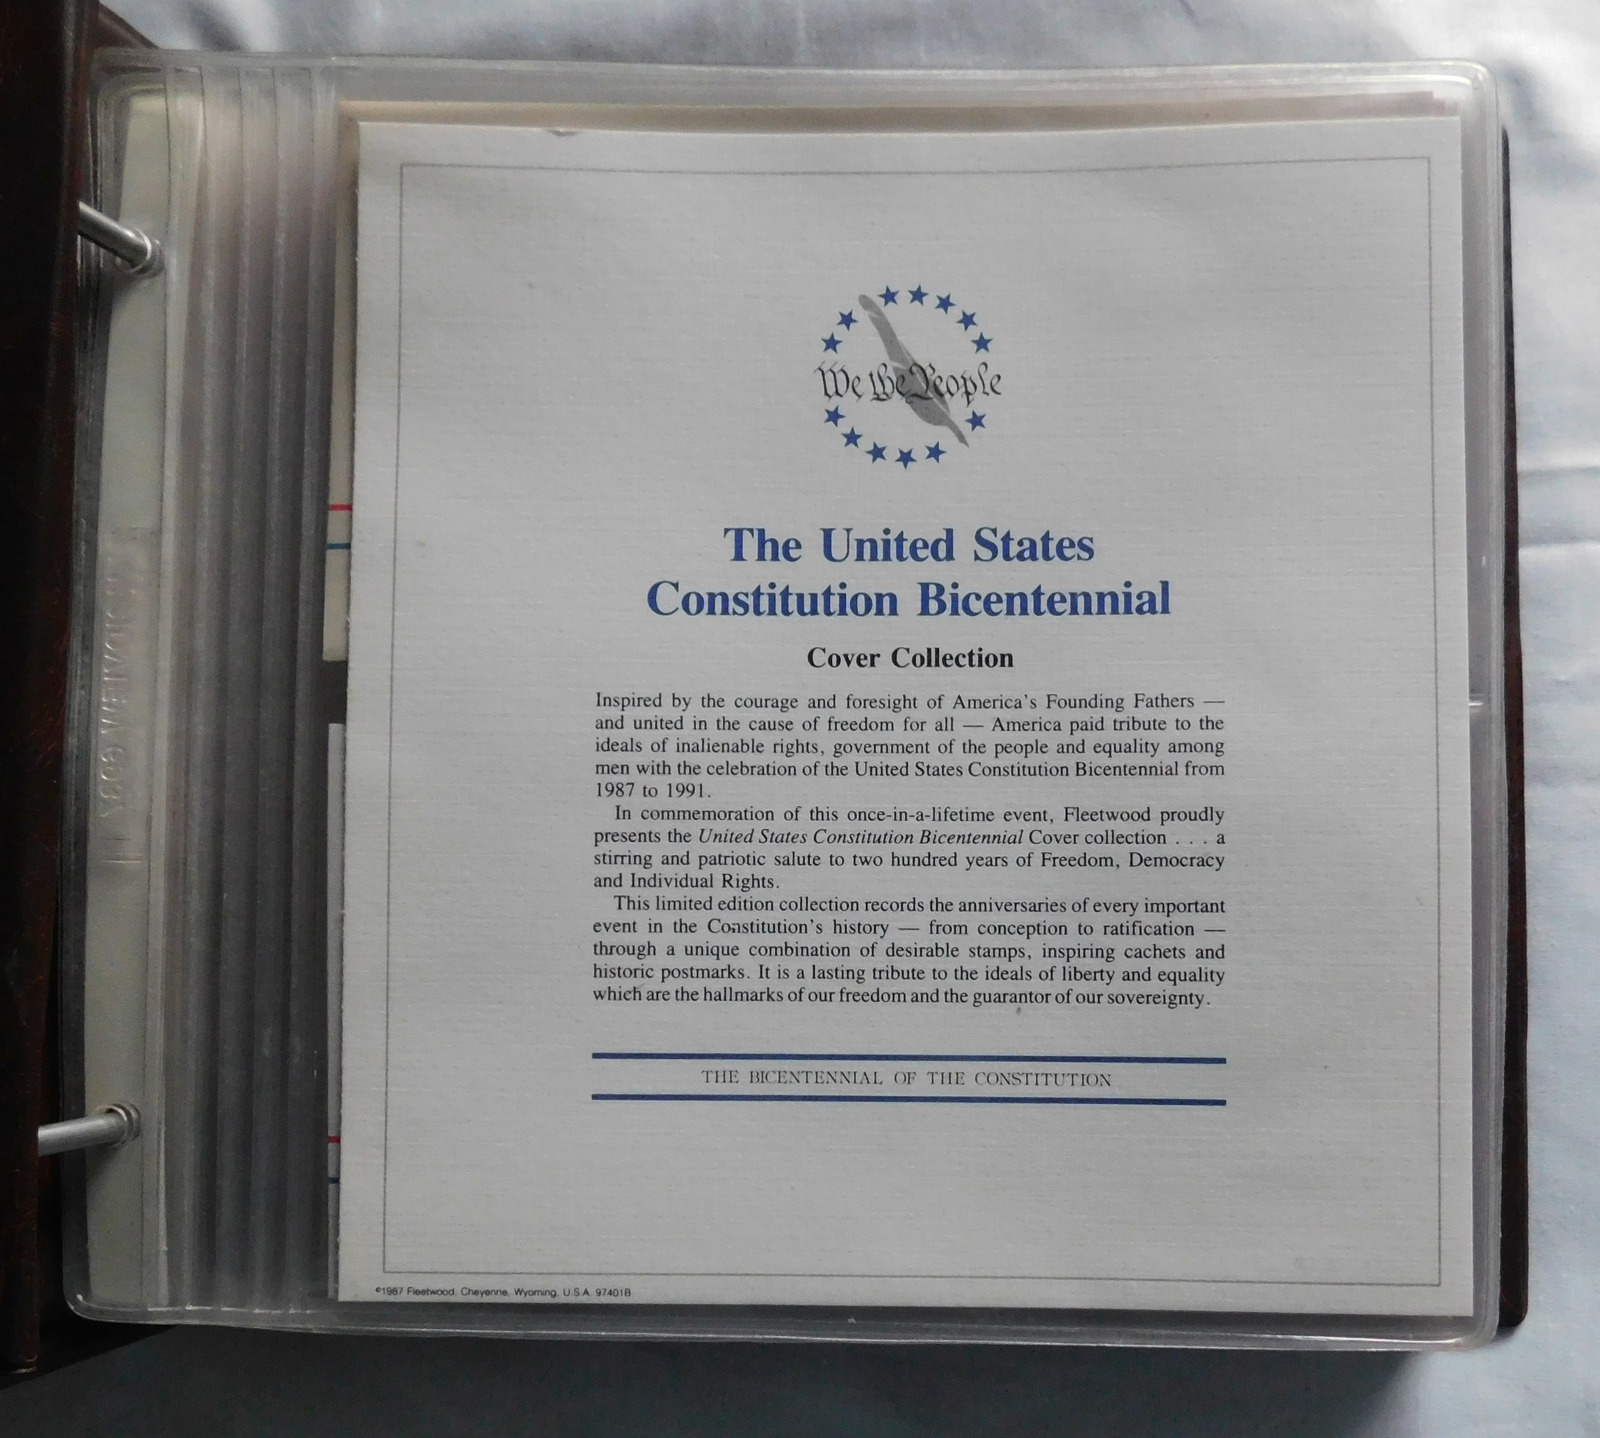 We the People
The United States
Constitution Bicentennial
Cover Collection
Inspired by the courage and foresight of America's Founding Fathers —
and united in the cause of freedom for all — America paid tribute to the
ideals of inalienable rights, government of the people and equality among
men with the celebration of the United States Constitution Bicentennial from
1987 to 1991.
In commemoration of this once-in-a-lifetime event, Fleetwood proudly
presents the United States Constitution Bicentennial Cover collection . . . a
stirring and patriotic salute to two hundred years of Freedom, Democracy
and Individual Rights.
This limited edition collection records the anniversaries of every important
event in the Constitution's history — from conception to ratification —
through a unique combination of desirable stamps, inspiring cachets and
historic postmarks. It is a lasting tribute to the ideals of liberty and equality
which are the hallmarks of our freedom and the guarantor of our sovereignty.
THE BICENTENNIAL OF THE CONSTITUTION
©1987 Fleetwood, Cheyenne, Wyoming, U.S.A. 97401B